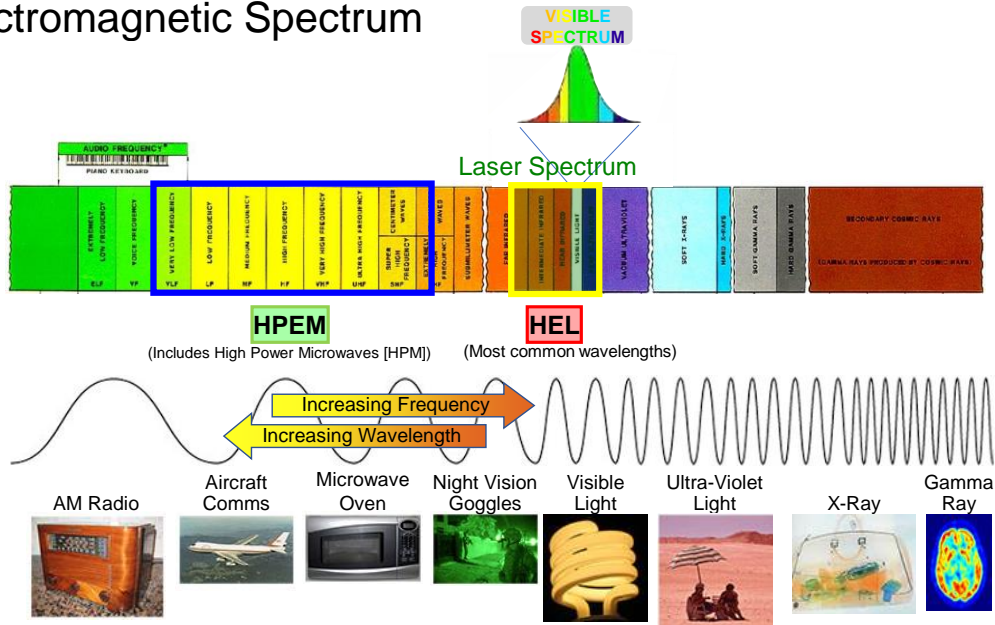 ctromagnetic Spectrum
VISIBLE
SPECTRUM
AUDIO FREQUENCY*
PIANO KEYBOARD
Laser Spectrum
EXTREMELY
LOW FREQUENCY
ELF
VOICE FREQUENCY
VF
VERY LOW FREQUENCY
VLF
LOW FREQUENCY
LF
MEDIUM FREQUENCY
MF
HIGH FREQUENCY
HF
VERY HIGH FREQUENCY
VHF
ULTRA HIGH FREQUENCY
UHF
CENTIMETER
WAVES
SUPER
HIGH
FREQUENCY
SHF
WAVES
EXTREMELY
HIGH
FREQUENCY
HF
SUBMILLIMETER WAVES
FAR INFRARED
INTERMEDIATE INFRARED
NEAR INFRARED
VISIBLE LIGHT
VACUUM ULTRAVIOLET
SOFT X-RAYS
HARD X-RAYS
SOFT GAMMA RAYS
HARD GAMMA RAYS
SECONDARY COSMIC RAYS
(GAMMA RAYS PRODUCED BY COSMIC RAYS)
HPEM
(Includes High Power Microwaves [HPM])
HEL
(Most common wavelengths)
Increasing Frequency
Increasing Wavelength
AM Radio
Aircraft
Comms
Microwave
Oven
Night Vision
Goggles
Visible
Light
Ultra-Violet
Light
X-Ray
Gamma
Ray